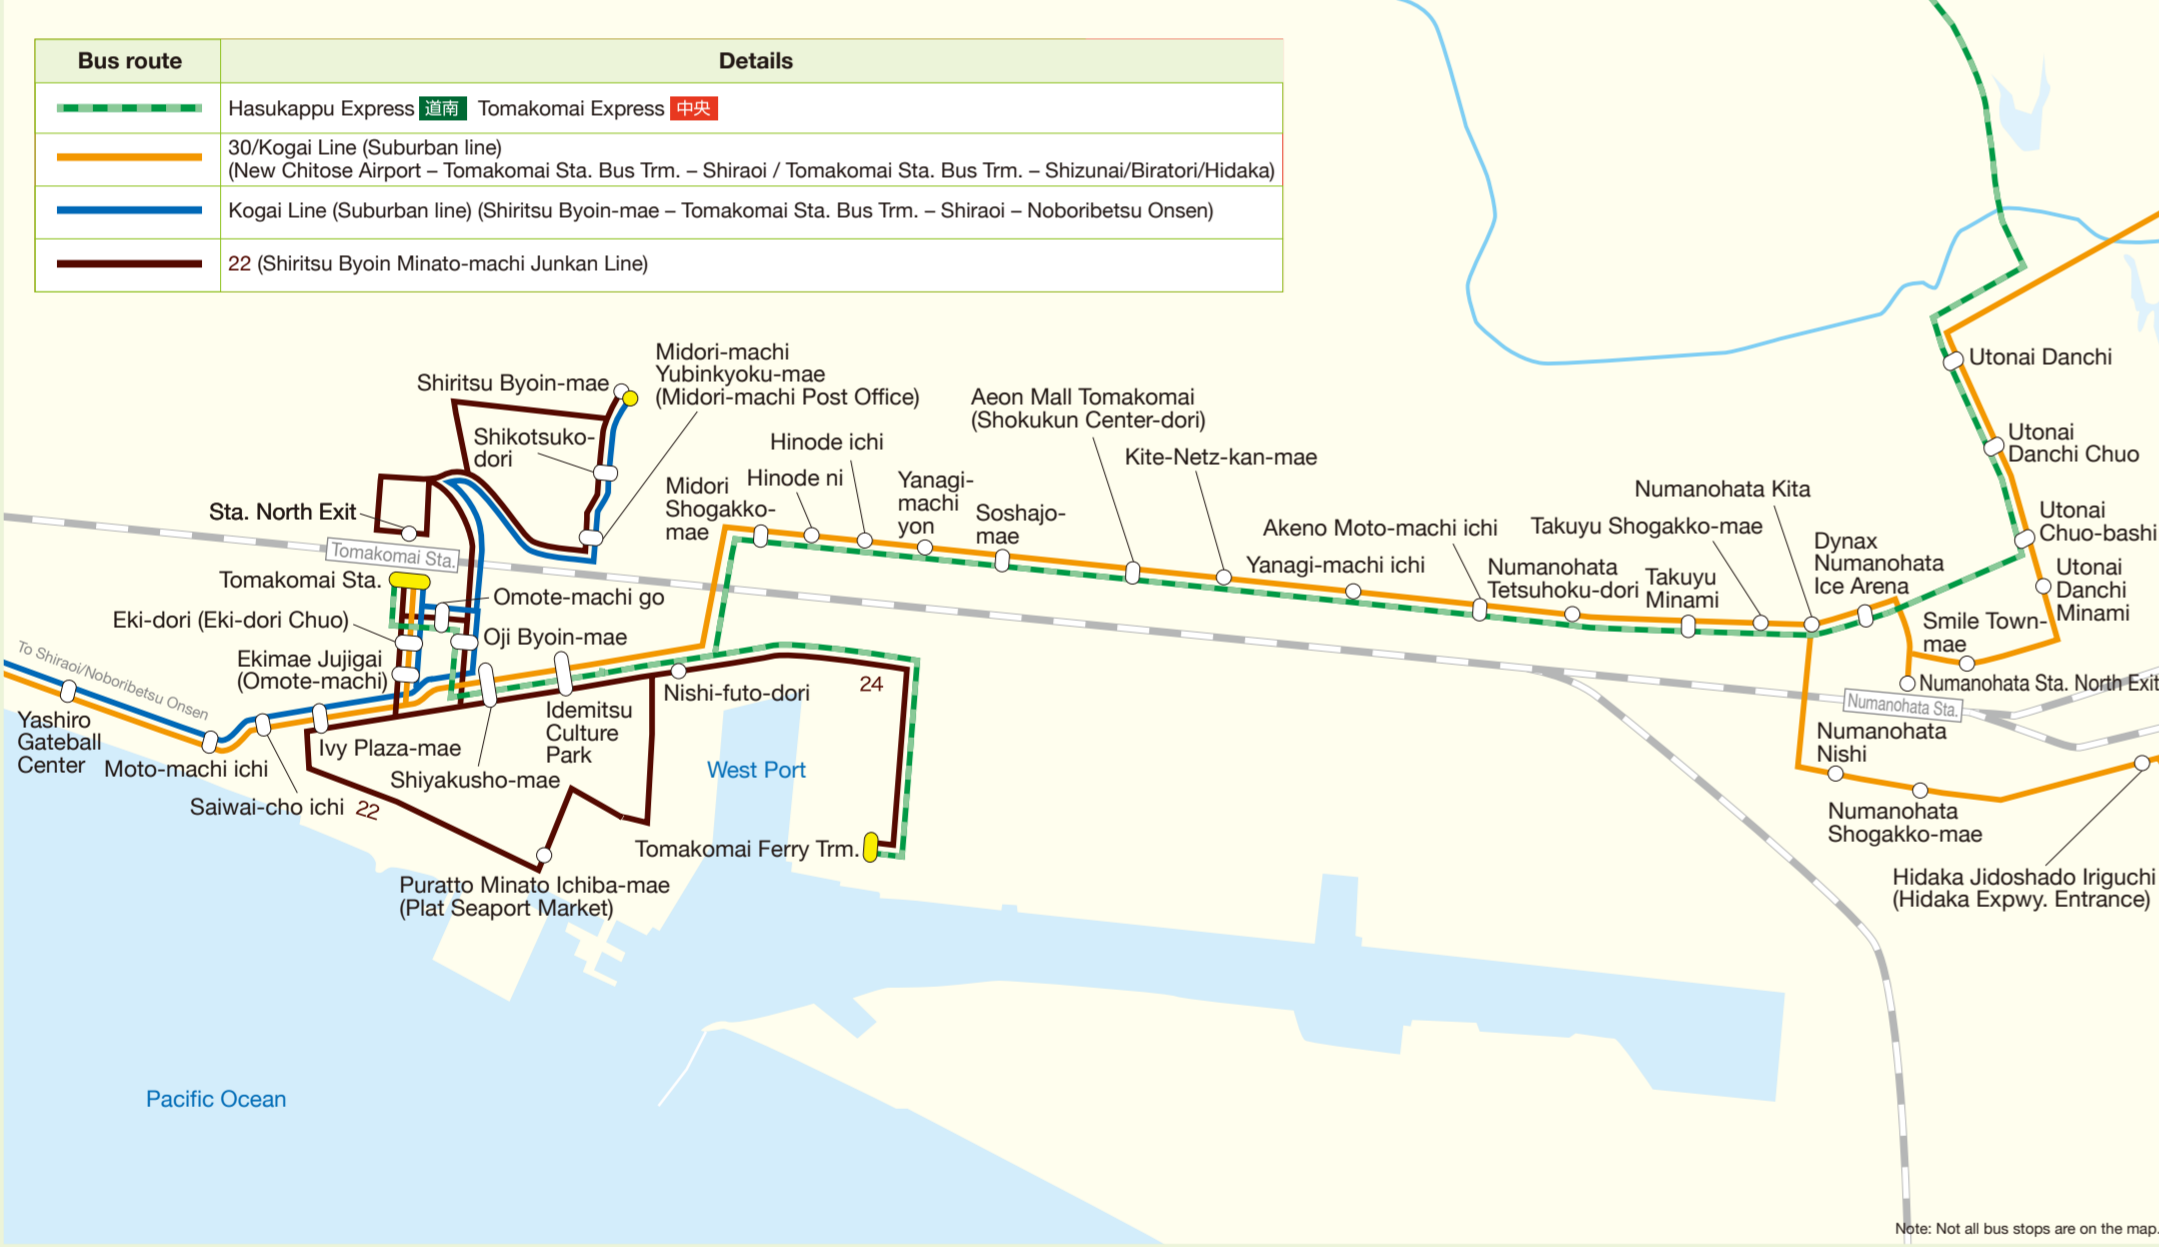 Bus route
Details
Hasukappu Express 道南 Tomakomai Express 中央
30/Kogai Line (Suburban line)
(New Chitose Airport – Tomakomai Sta. Bus Trm. – Shiraoi / Tomakomai Sta. Bus Trm. – Shizunai/Biratori/Hidaka)
Kogai Line (Suburban line) (Shiritsu Byoin-mae – Tomakomai Sta. Bus Trm. – Shiraoi – Noboribetsu Onsen)
22 (Shiritsu Byoin Minato-machi Junkan Line)
Shiritsu Byoin-mae
Midori-machi
Yubinkyoku-mae
(Midori-machi Post Office)
Shikotsuko-
dori
Sta. North Exit
Tomakomai Sta.
Tomakomai Sta.
Omote-machi go
Eki-dori (Eki-dori Chuo)
Oji Byoin-mae
Ekimae Jujigai
(Omote-machi)
To Shiraoi/Noboribetsu Onsen
Yashiro
Gateball
Center
Moto-machi ichi
Saiwai-cho ichi
Ivy Plaza-mae
Shiyakusho-mae
22
Idemitsu
Culture
Park
Nishi-futo-dori
24
West Port
Tomakomai Ferry Trm.
Puratto Minato Ichiba-mae
(Plat Seaport Market)
Pacific Ocean
Midori
Shogakko-
mae
Hinode ni
Hinode ichi
Yanagi-
machi
yon
Soshajo-
mae
Aeon Mall Tomakomai
(Shokukun Center-dori)
Kite-Netz-kan-mae
Yanagi-machi ichi
Akeno Moto-machi ichi
Numanohata
Tetsuhoku-dori
Takuyu
Minami
Takuyu Shogakko-mae
Numanohata Kita
Dynax
Numanohata
Ice Arena
Utonai Danchi
Utonai
Danchi Chuo
Utonai
Chuo-bashi
Utonai
Danchi
Minami
Smile Town-
mae
Numanohata Sta. North Exit
Numanohata Sta.
Numanohata
Nishi
Numanohata
Shogakko-mae
Hidaka Jidoshado Iriguchi
(Hidaka Expwy. Entrance)
Note: Not all bus stops are on the map.